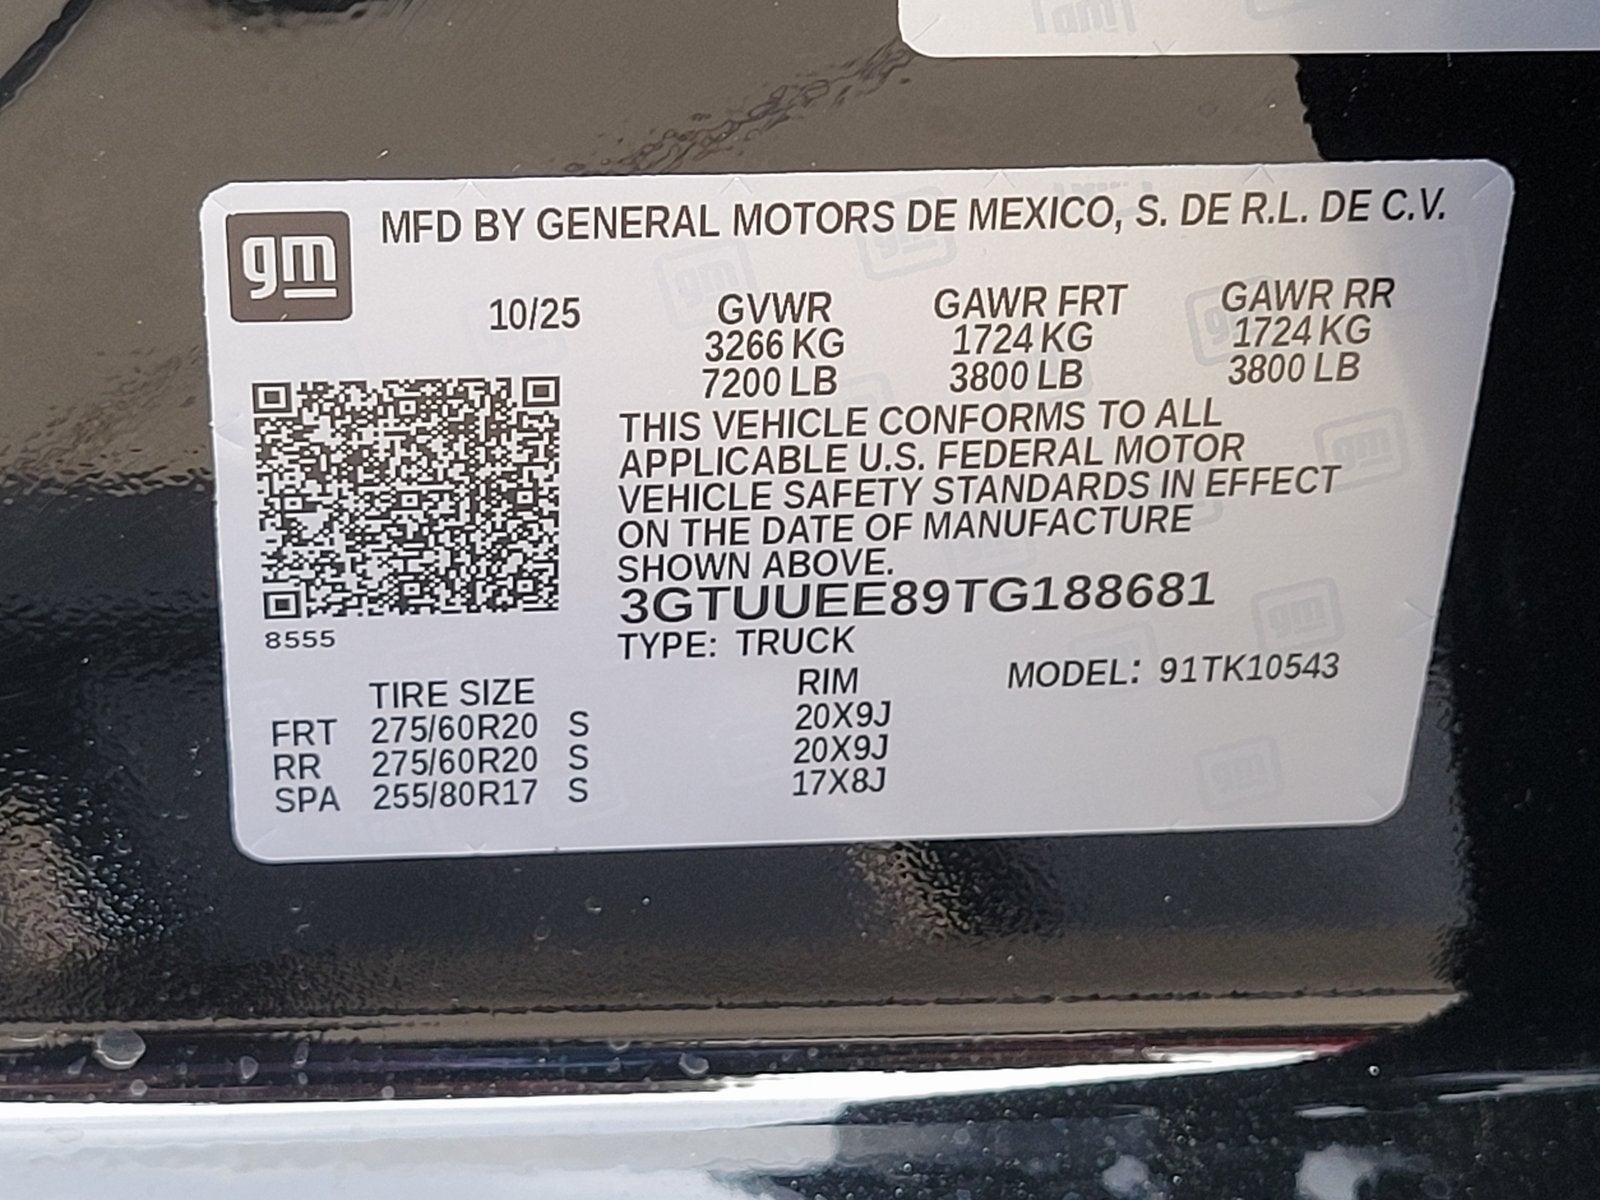 gm MFD BY GENERAL MOTORS DE MEXICO, S. DE R.L. DE C.V.
10/25 GVWR GAWR FRT GAWR RR
3266 KG 1724 KG 1724 KG
7200 LB 3800 LB 3800 LB
THIS VEHICLE CONFORMS TO ALL
APPLICABLE U.S. FEDERAL MOTOR
VEHICLE SAFETY STANDARDS IN EFFECT
ON THE DATE OF MANUFACTURE
SHOWN ABOVE.
3GTUUEE89TG188681
8555
TYPE: TRUCK
MODEL: 91TK10543
TIRE SIZE RIM
FRT 275/60R20 S 20X9J
RR 275/60R20 S 20X9J
SPA 255/80R17 S 17X8J